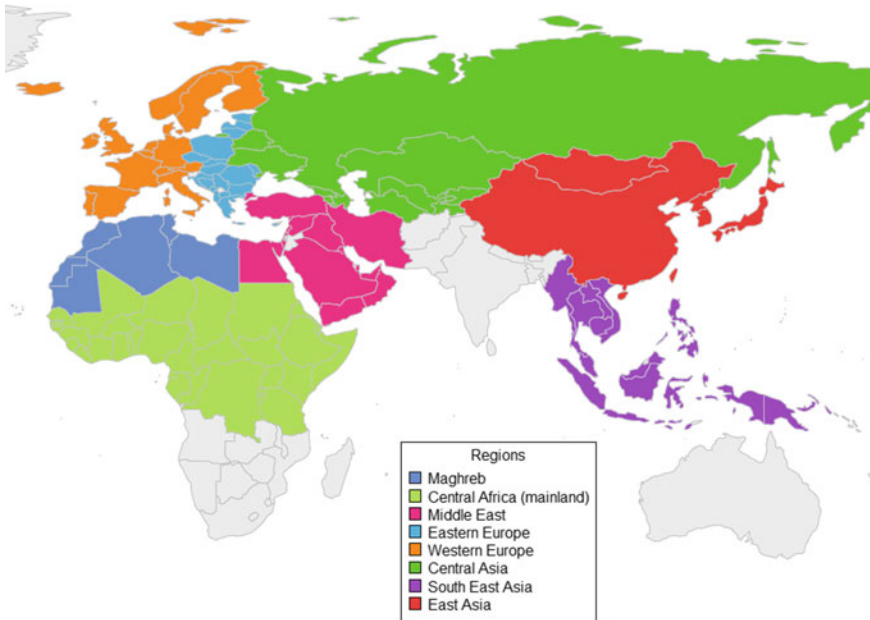 Regions
Maghreb
Central Africa (mainland)
Middle East
Eastern Europe
Western Europe
Central Asia
South East Asia
East Asia